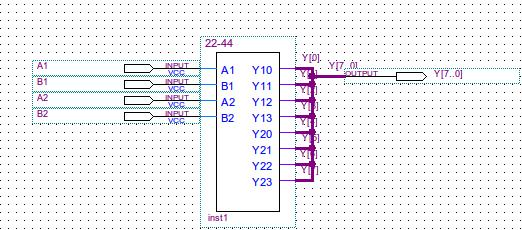 22-44
A1 INPUT VCC
B1 INPUT VCC
A2 INPUT VCC
B2 INPUT VCC
A1 Y10 Y[0]
B1 Y11
A2 Y12
B2 Y13
Y20
Y21
Y22
Y23
Y[7..0] OUTPUT Y[7..0]
inst1